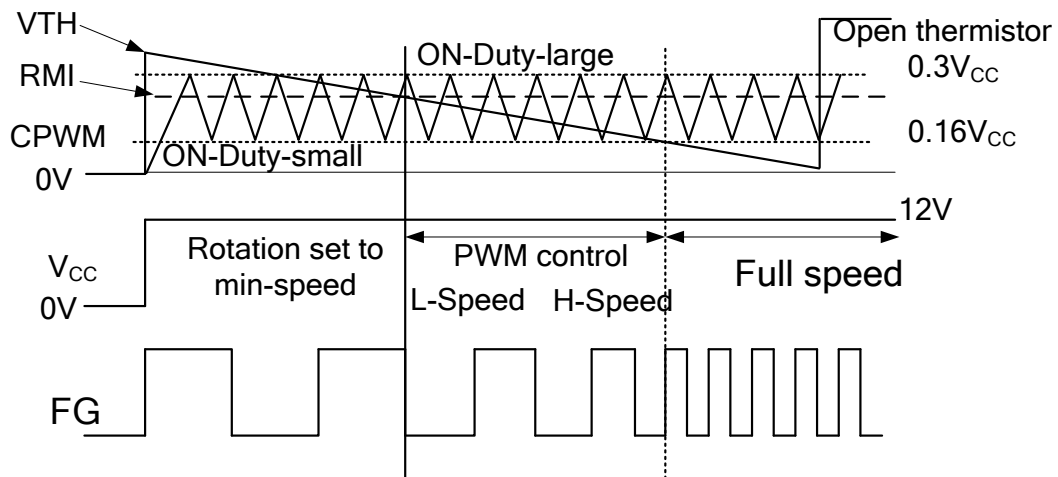 VTH
Open thermistor
RMI
ON-Duty-large
0.3VCC
CPWM
0.16VCC
ON-Duty-small
0V
12V
Rotation set to
min-speed
PWM control
Full speed
VCC
0V
L-Speed
H-Speed
FG